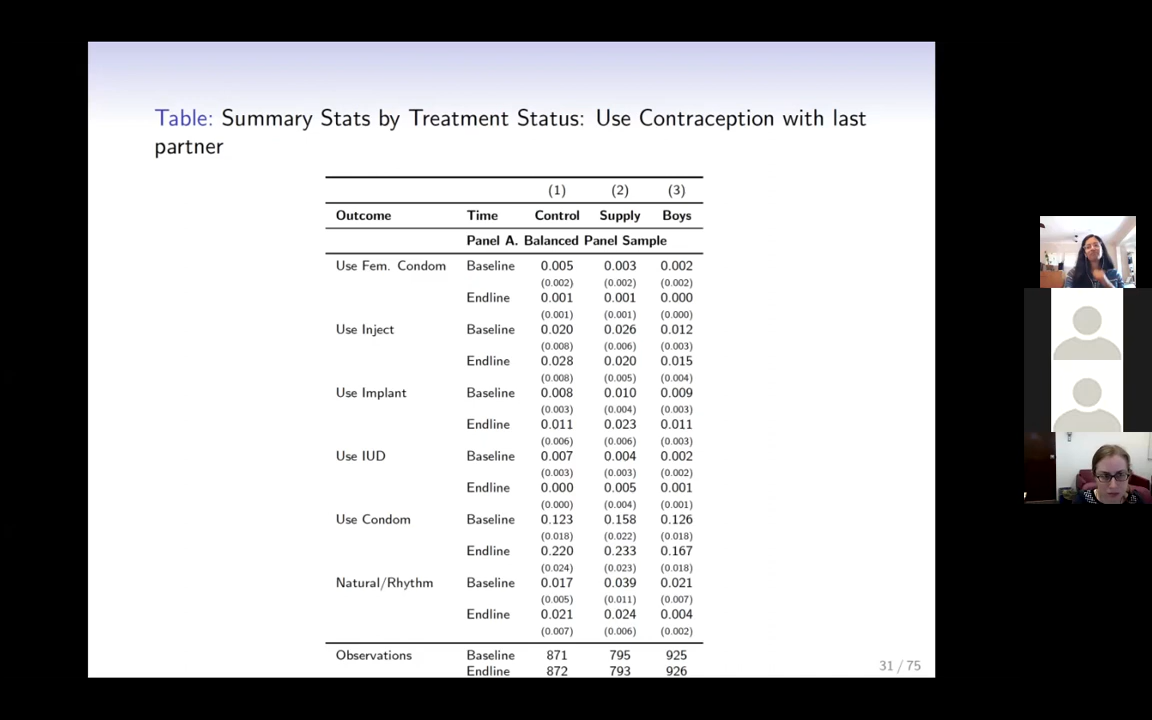 Table: Summary Stats by Treatment Status: Use Contraception with last
partner
(1) (2) (3)
Outcome Time Control Supply Boys
Panel A. Balanced Panel Sample
Use Fem. Condom Baseline 0.005 0.003 0.002
(0.002) (0.002) (0.002)
Endline 0.001 0.001 0.000
(0.001) (0.001) (0.000)
Use Inject Baseline 0.020 0.026 0.012
(0.008) (0.006) (0.003)
Endline 0.028 0.020 0.015
(0.008) (0.005) (0.004)
Use Implant Baseline 0.008 0.010 0.009
(0.003) (0.004) (0.003)
Endline 0.011 0.023 0.011
(0.006) (0.006) (0.003)
Use IUD Baseline 0.007 0.004 0.002
(0.003) (0.003) (0.002)
Endline 0.000 0.005 0.001
(0.000) (0.004) (0.001)
Use Condom Baseline 0.123 0.158 0.126
(0.018) (0.022) (0.018)
Endline 0.220 0.233 0.167
(0.024) (0.023) (0.018)
Natural/Rhythm Baseline 0.017 0.039 0.021
(0.005) (0.011) (0.007)
Endline 0.021 0.024 0.004
(0.007) (0.006) (0.002)
Observations Baseline 871 795 925
Endline 872 793 926
31 / 75